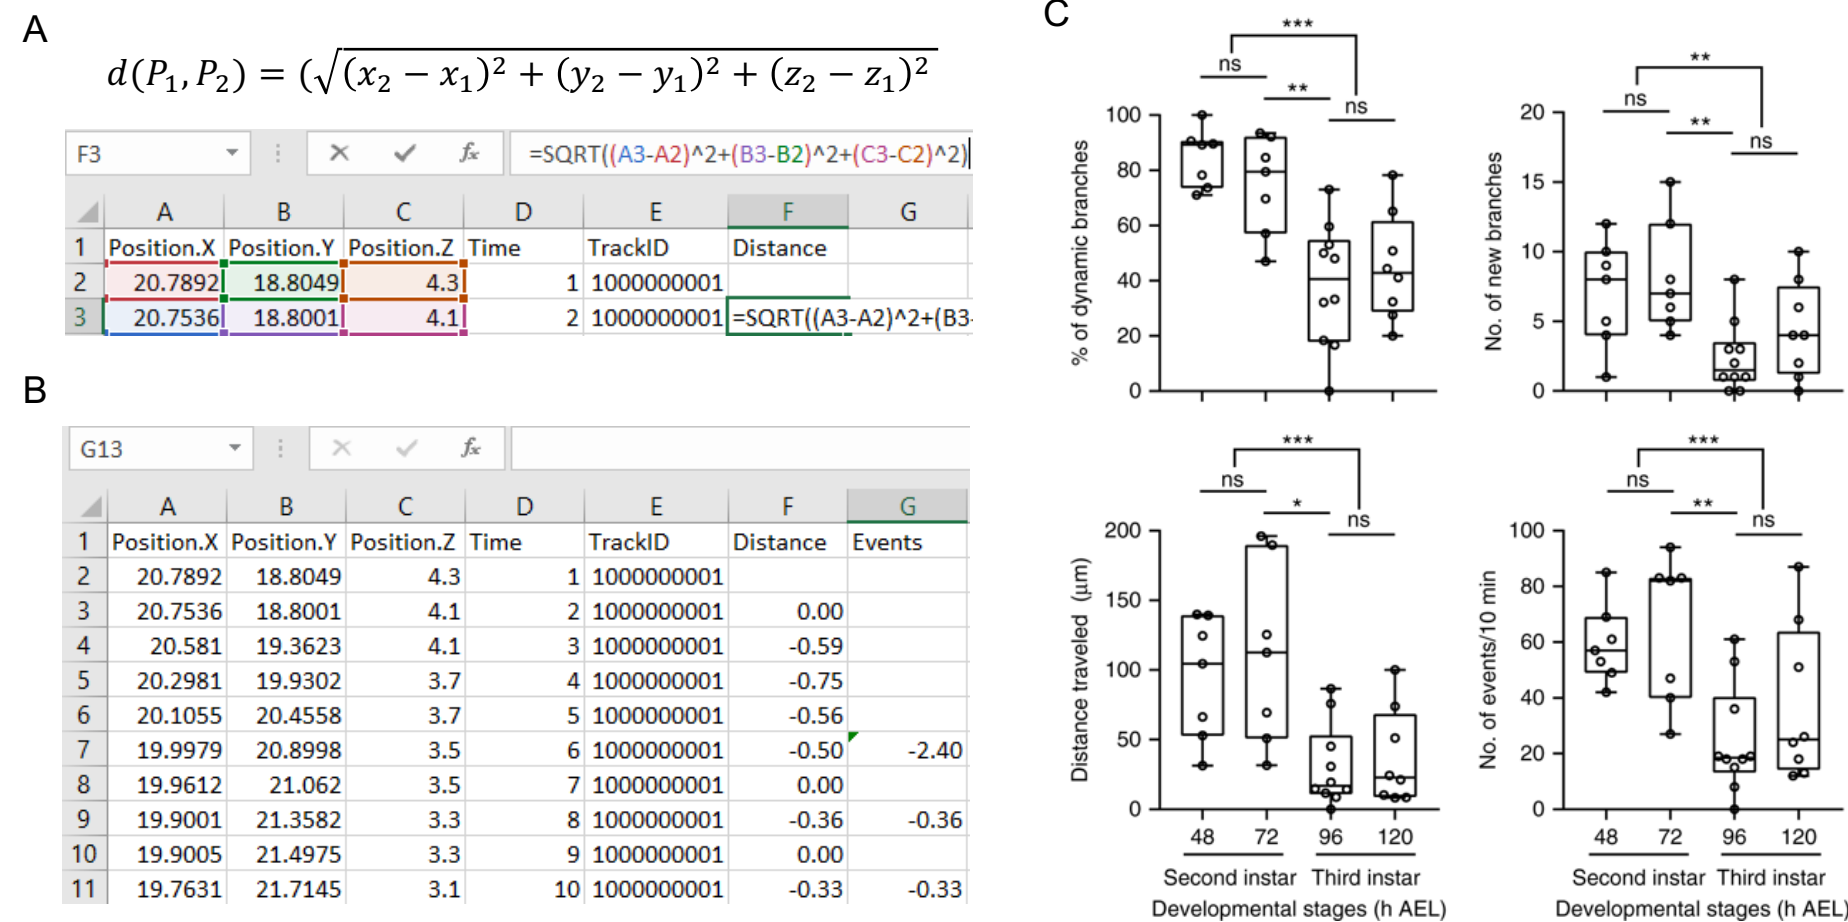 A
d(P₁, P₂) = (√(x₂ − x₁)² + (y₂ − y₁)² + (z₂ − z₁)²
F3 fx =SQRT((A3-A2)^2+(B3-B2)^2+(C3-C2)^2)
A B C D E F G
1 Position.X Position.Y Position.Z Time TrackID Distance
2 20.7892 18.8049 4.3 1 1000000001
3 20.7536 18.8001 4.1 2 1000000001 =SQRT((A3-A2)^2+(B3-
B
G13 fx
A B C D E F G
1 Position.X Position.Y Position.Z Time TrackID Distance Events
2 20.7892 18.8049 4.3 1 1000000001
3 20.7536 18.8001 4.1 2 1000000001 0.00
4 20.581 19.3623 4.1 3 1000000001 -0.59
5 20.2981 19.9302 3.7 4 1000000001 -0.75
6 20.1055 20.4558 3.7 5 1000000001 -0.56
7 19.9979 20.8998 3.5 6 1000000001 -0.50 -2.40
8 19.9612 21.062 3.5 7 1000000001 0.00
9 19.9001 21.3582 3.3 8 1000000001 -0.36 -0.36
10 19.9005 21.4975 3.3 9 1000000001 0.00
11 19.7631 21.7145 3.1 10 1000000001 -0.33 -0.33
C
***
ns
**
ns
% of dynamic branches
100
80
60
40
20
0
**
ns
**
ns
No. of new branches
20
15
10
5
0
***
ns
*
ns
Distance traveled (μm)
200
150
100
50
0
48 72 96 120
Second instar Third instar
Developmental stages (h AEL)
***
ns
**
ns
No. of events/10 min
100
80
60
40
20
0
48 72 96 120
Second instar Third instar
Developmental stages (h AEL)